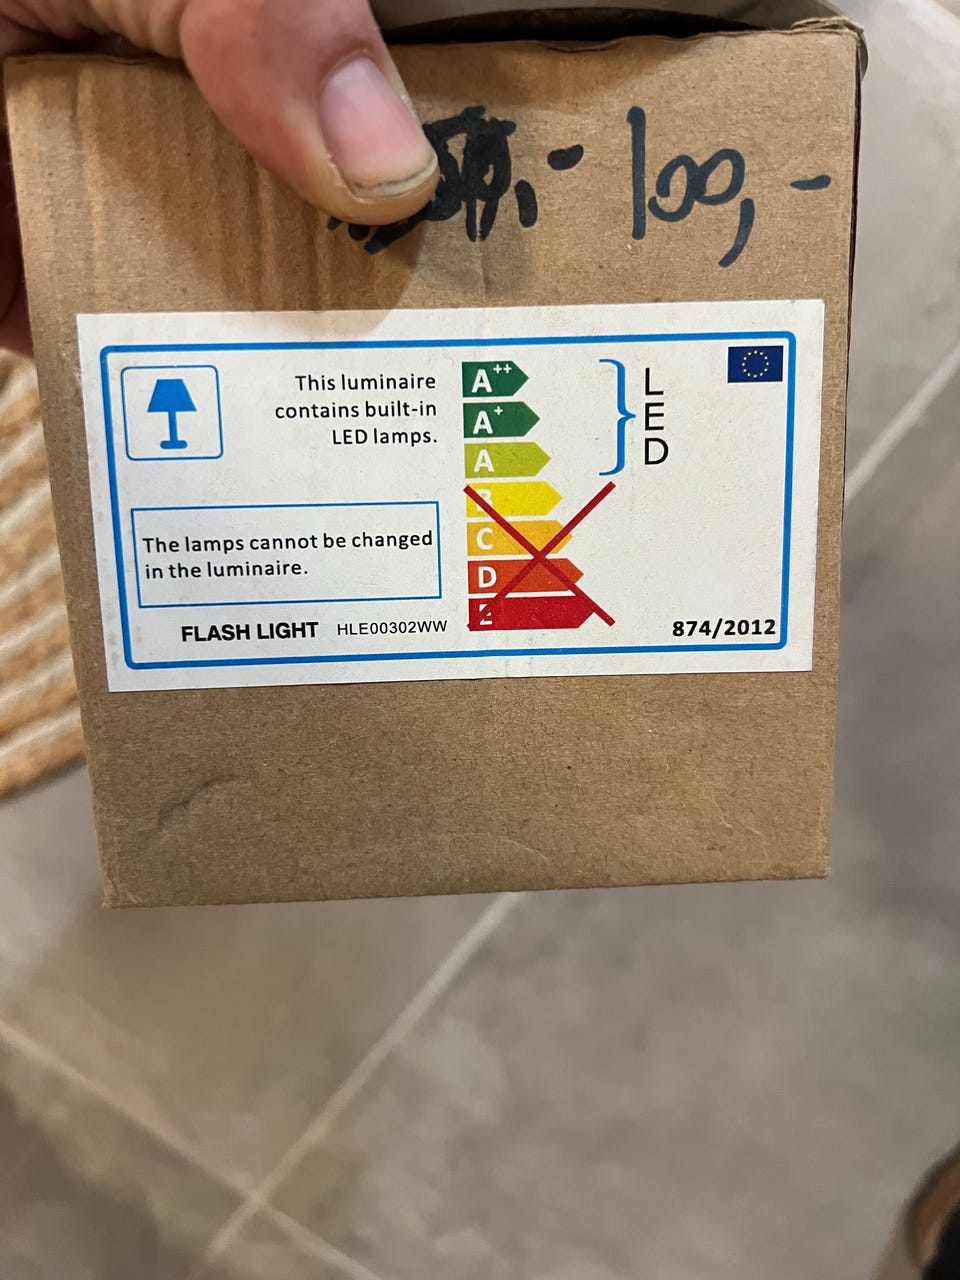 100,-
This luminaire
contains built-in
LED lamps.
A++
A+
A
B
C
D
E
L
E
D
The lamps cannot be changed
in the luminaire.
FLASH LIGHT HLE00302WW
874/2012